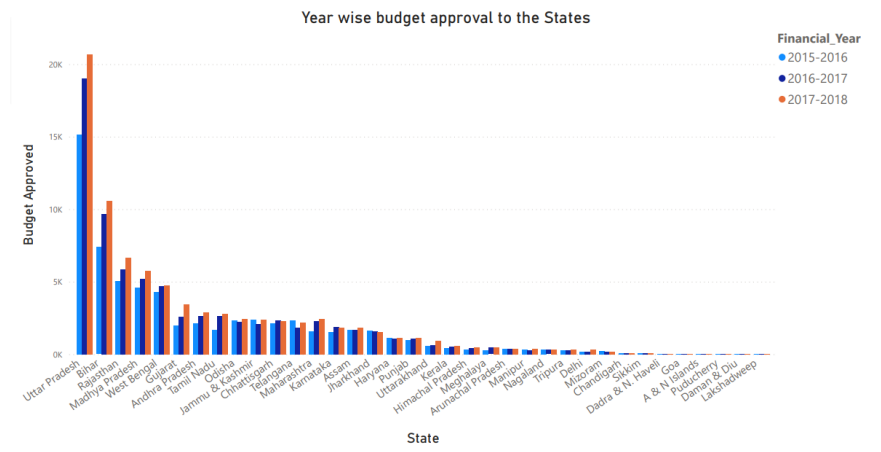 Year wise budget approval to the States
Financial_Year
2015-2016
2016-2017
2017-2018
20K
15K
10K
5K
0K
Budget Approved
Uttar Pradesh
Bihar
Rajasthan
Madhya Pradesh
West Bengal
Gujarat
Andhra Pradesh
Tamil Nadu
Odisha
Jammu & Kashmir
Chhattisgarh
Telangana
Maharashtra
Karnataka
Assam
Jharkhand
Haryana
Punjab
Uttarakhand
Kerala
Himachal Pradesh
Meghalaya
Arunachal Pradesh
Manipur
Nagaland
Tripura
Delhi
Mizoram
Chandigarh
Sikkim
Dadra & N. Haveli
Goa
A & N Islands
Puducherry
Daman & Diu
Lakshadweep
State